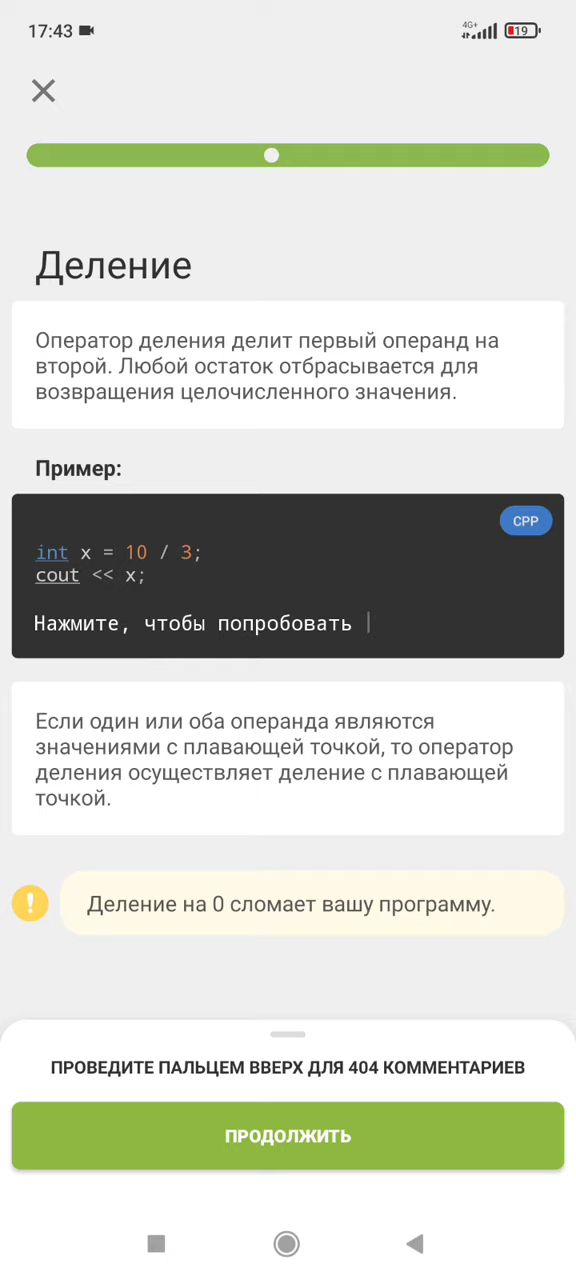 17:43
4G+
19
Деление
Оператор деления делит первый операнд на
второй. Любой остаток отбрасывается для
возвращения целочисленного значения.
Пример:
CPP
int x = 10 / 3;
cout << x;
Нажмите, чтобы попробовать
Если один или оба операнда являются
значениями с плавающей точкой, то оператор
деления осуществляет деление с плавающей
точкой.
Деление на 0 сломает вашу программу.
ПРОВЕДИТЕ ПАЛЬЦЕМ ВВЕРХ ДЛЯ 404 КОММЕНТАРИЕВ
ПРОДОЛЖИТЬ